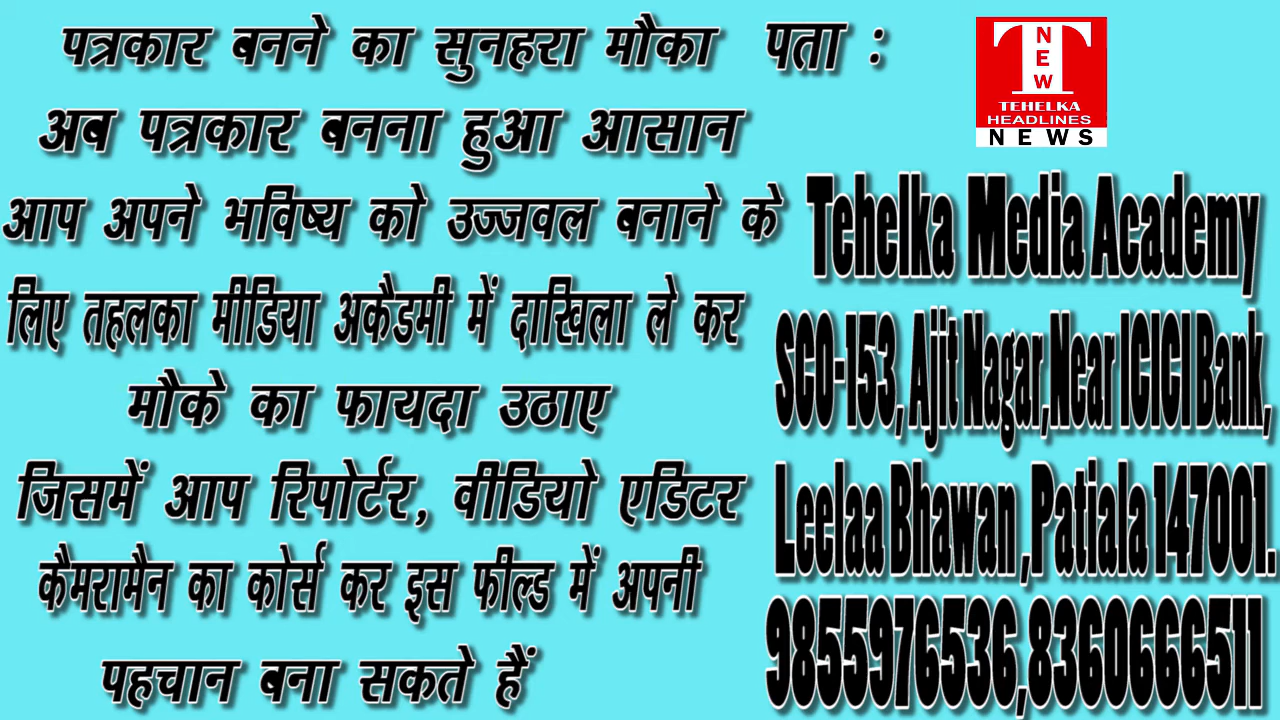 पत्रकार बनने का सुनहरा मौका
अब पत्रकार बनना हुआ आसान
आप अपने भविष्य को उज्जवल बनाने के
लिए तहलका मीडिया अकैडमी में दाखिला ले कर
मौके का फायदा उठाए
जिसमें आप रिपोर्टर, वीडियो एडिटर
कैमरामैन का कोर्स कर इस फील्ड में अपनी
पहचान बना सकते हैं
पता :
T NEW
TEHELKA
HEADLINES
NEWS
Tehelka Media Academy
SCO-153, Ajit Nagar,Near ICICI Bank,
Leelaa Bhawan ,Patiala 147001.
9855976536,8360666511